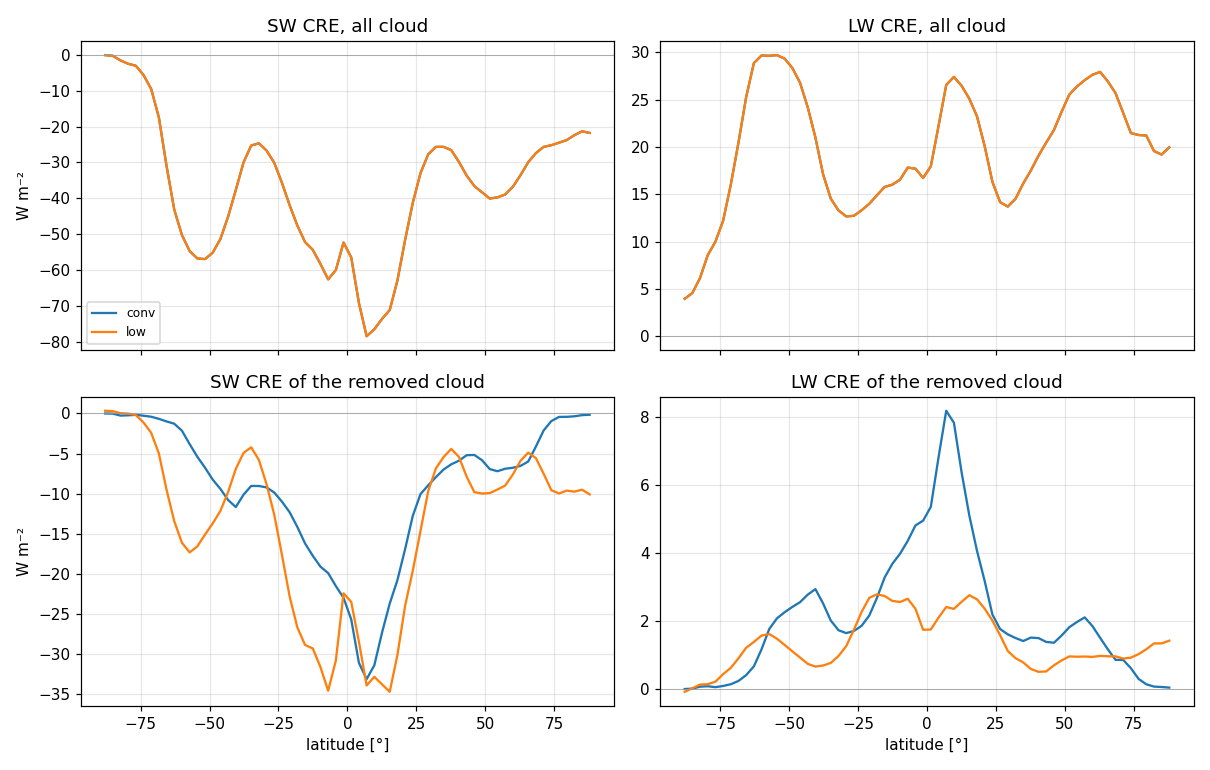 SW CRE, all cloud
LW CRE, all cloud
W m⁻²
0
−10
−20
−30
−40
−50
−60
−70
−80
conv
low
30
25
20
15
10
5
0
SW CRE of the removed cloud
LW CRE of the removed cloud
W m⁻²
0
−5
−10
−15
−20
−25
−30
−35
−75 −50 −25 0 25 50 75
latitude [°]
8
6
4
2
0
−75 −50 −25 0 25 50 75
latitude [°]